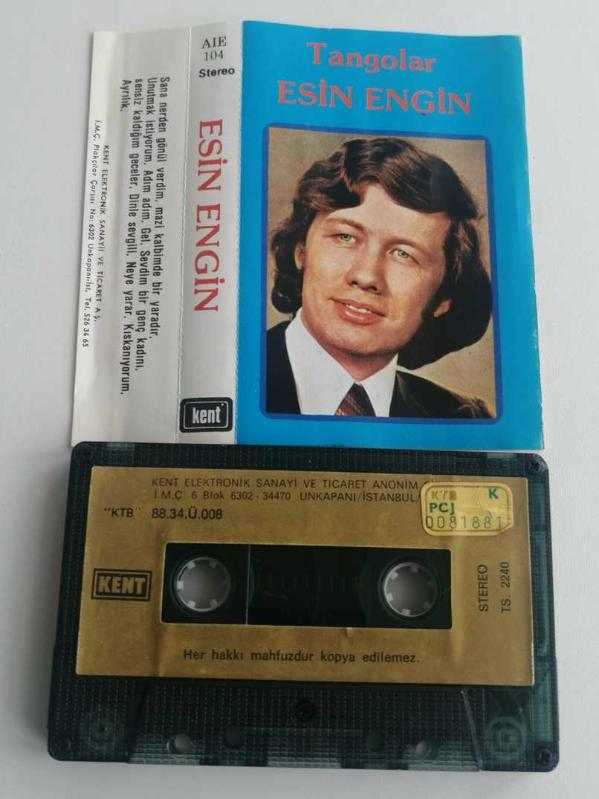 AIE
104
Stereo
ESİN ENGİN
kent
Sana nerden gönül verdim, mazi kalbimde bir yaradır,
Unutmak istiyorum, Adım adım, Gel, Sevdim bir genç kadını,
sensiz kaldığım geceler, Dinle sevgili, Neye yarar, Kıskanıyorum,
Ayrılık,
KENT ELEKTRONİK SANAYİİ VE TİCARET A.Ş.
İ.M.Ç. Plakçılar Çarşısı No: 6302 Unkapanı-İst, Tel. 526 34 65
Tangolar
ESİN ENGİN
KENT ELEKTRONİK SANAYİ VE TİCARET ANONİM
İ.M.Ç. 6 Blok 6302 - 34470 UNKAPANI/İSTANBUL/
"KTB" 88.34.Ü.008
KTB K
PCJ
0081881
KENT
STEREO
TS. 2240
Her hakkı mahfuzdur kopya edilemez.